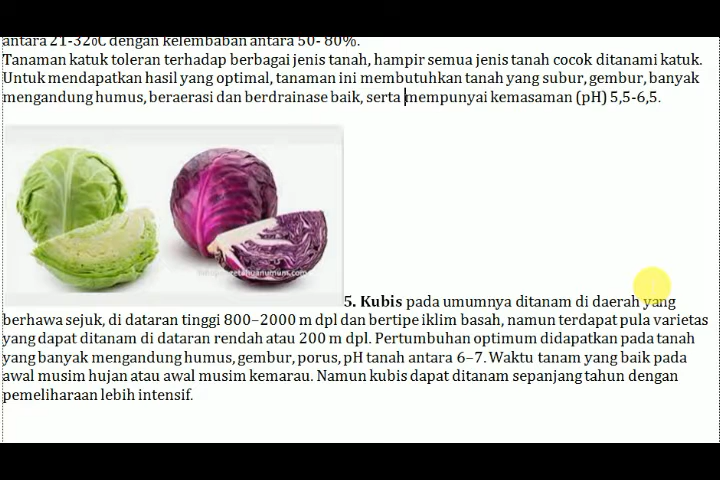 antara 21-32oC dengan kelembaban antara 50- 80%.
Tanaman katuk toleran terhadap berbagai jenis tanah, hampir semua jenis tanah cocok ditanami katuk.
Untuk mendapatkan hasil yang optimal, tanaman ini membutuhkan tanah yang subur, gembur, banyak
mengandung humus, beraerasi dan berdrainase baik, serta mempunyai kemasaman (pH) 5,5-6,5.
5. Kubis pada umumnya ditanam di daerah yang
berhawa sejuk, di dataran tinggi 800–2000 m dpl dan bertipe iklim basah, namun terdapat pula varietas
yang dapat ditanam di dataran rendah atau 200 m dpl. Pertumbuhan optimum didapatkan pada tanah
yang banyak mengandung humus, gembur, porus, pH tanah antara 6–7. Waktu tanam yang baik pada
awal musim hujan atau awal musim kemarau. Namun kubis dapat ditanam sepanjang tahun dengan
pemeliharaan lebih intensif.